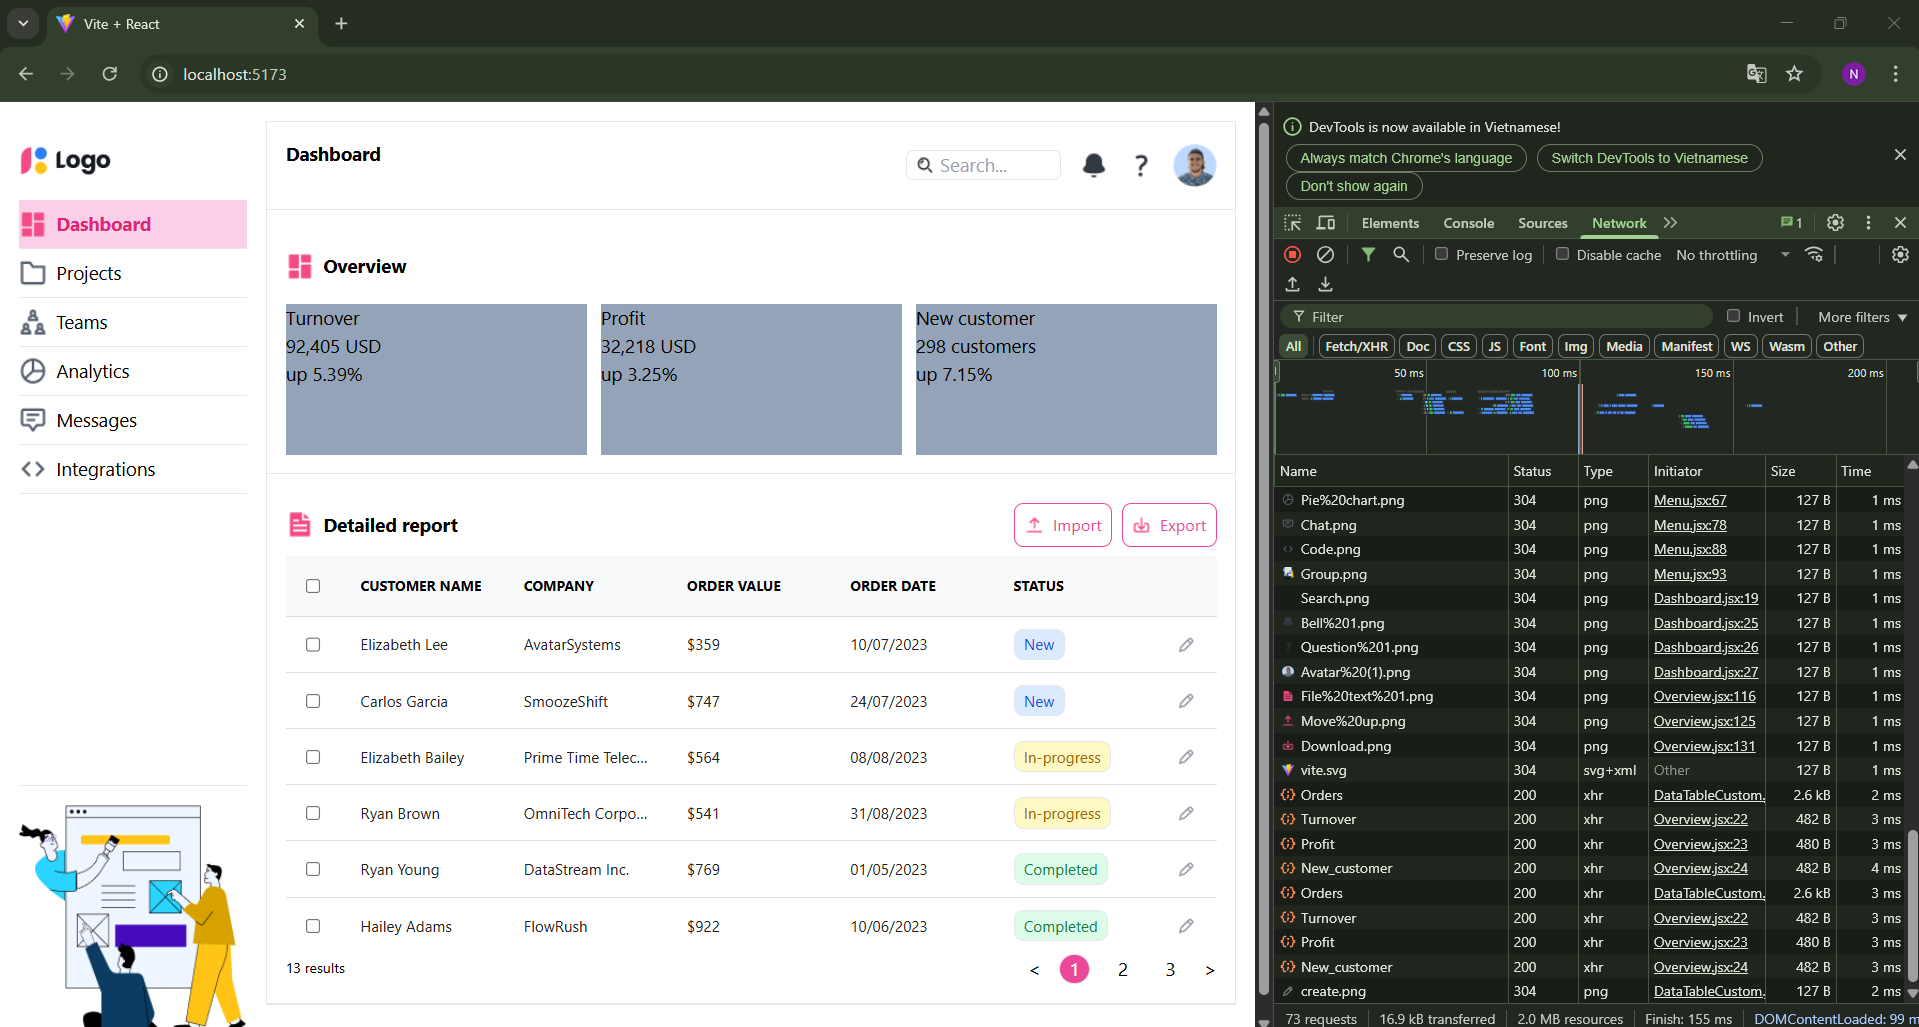 Vite + React
localhost:5173
N
Logo
Dashboard
Projects
Teams
Analytics
Messages
Integrations
Dashboard
Search...
Overview
Turnover
92,405 USD
up 5.39%
Profit
32,218 USD
up 3.25%
New customer
298 customers
up 7.15%
Detailed report
Import
Export
CUSTOMER NAME COMPANY ORDER VALUE ORDER DATE STATUS
Elizabeth Lee AvatarSystems $359 10/07/2023 New
Carlos Garcia SmoozeShift $747 24/07/2023 New
Elizabeth Bailey Prime Time Telec... $564 08/08/2023 In-progress
Ryan Brown OmniTech Corpo... $541 31/08/2023 In-progress
Ryan Young DataStream Inc. $769 01/05/2023 Completed
Hailey Adams FlowRush $922 10/06/2023 Completed
13 results
< 1 2 3 >
DevTools is now available in Vietnamese!
Always match Chrome's language
Switch DevTools to Vietnamese
Don't show again
Elements Console Sources Network 1
Preserve log Disable cache No throttling
Filter Invert More filters
All Fetch/XHR Doc CSS JS Font Img Media Manifest WS Wasm Other
50 ms 100 ms 150 ms 200 ms
Name Status Type Initiator Size Time
Pie%20chart.png 304 png Menu.jsx:67 127 B 1 ms
Chat.png 304 png Menu.jsx:78 127 B 1 ms
Code.png 304 png Menu.jsx:88 127 B 1 ms
Group.png 304 png Menu.jsx:93 127 B 1 ms
Search.png 304 png Dashboard.jsx:19 127 B 1 ms
Bell%201.png 304 png Dashboard.jsx:25 127 B 1 ms
Question%201.png 304 png Dashboard.jsx:26 127 B 1 ms
Avatar%20(1).png 304 png Dashboard.jsx:27 127 B 1 ms
File%20text%201.png 304 png Overview.jsx:116 127 B 1 ms
Move%20up.png 304 png Overview.jsx:125 127 B 1 ms
Download.png 304 png Overview.jsx:131 127 B 1 ms
vite.svg 304 svg+xml Other 127 B 1 ms
Orders 200 xhr DataTableCustom. 2.6 kB 2 ms
Turnover 200 xhr Overview.jsx:22 482 B 3 ms
Profit 200 xhr Overview.jsx:23 480 B 3 ms
New_customer 200 xhr Overview.jsx:24 482 B 4 ms
Orders 200 xhr DataTableCustom. 2.6 kB 3 ms
Turnover 200 xhr Overview.jsx:22 482 B 3 ms
Profit 200 xhr Overview.jsx:23 480 B 3 ms
New_customer 200 xhr Overview.jsx:24 482 B 3 ms
create.png 304 png DataTableCustom. 127 B 2 ms
73 requests 16.9 kB transferred 2.0 MB resources Finish: 155 ms DOMContentLoaded: 99 m